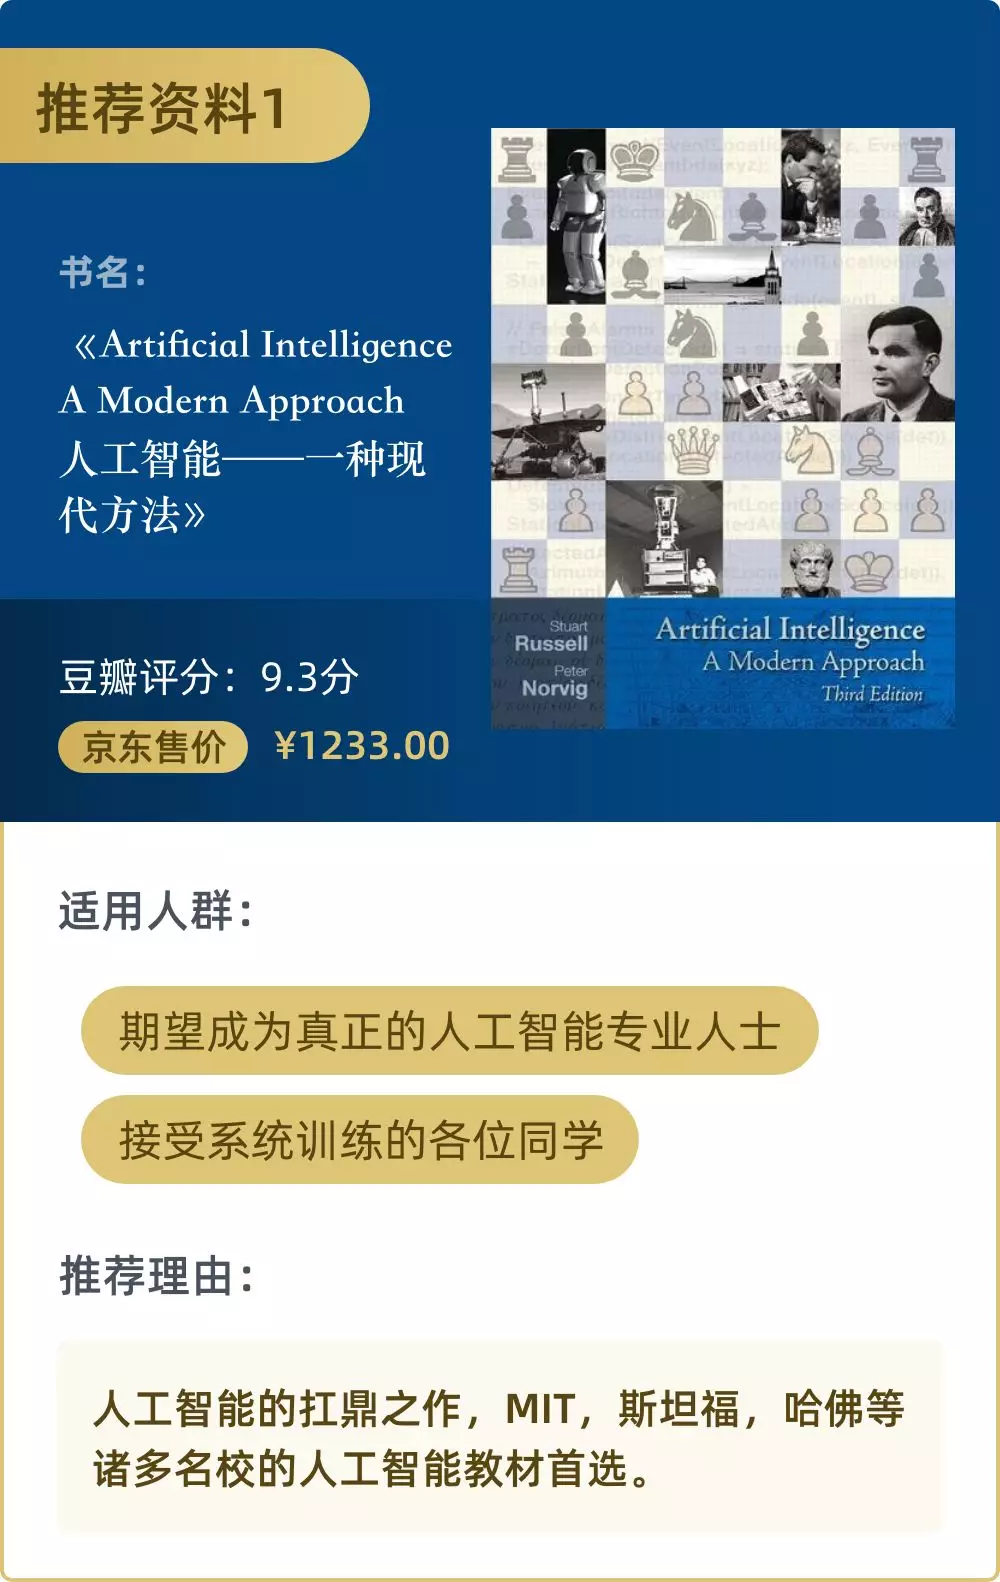 推荐资料1
书名：
《Artificial Intelligence
A Modern Approach
人工智能——一种现
代方法》
Stuart
Russell
Peter
Norvig
Artificial Intelligence
A Modern Approach
Third Edition
豆瓣评分：9.3分
京东售价 ¥1233.00
适用人群：
期望成为真正的人工智能专业人士
接受系统训练的各位同学
推荐理由：
人工智能的扛鼎之作，MIT，斯坦福，哈佛等
诸多名校的人工智能教材首选。